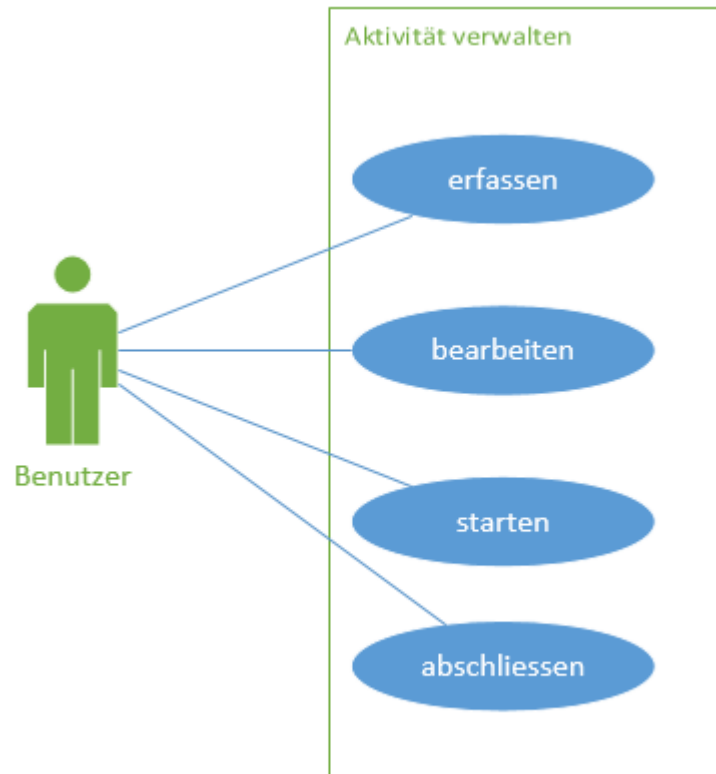 Aktivität verwalten
erfassen
bearbeiten
Benutzer
starten
abschliessen